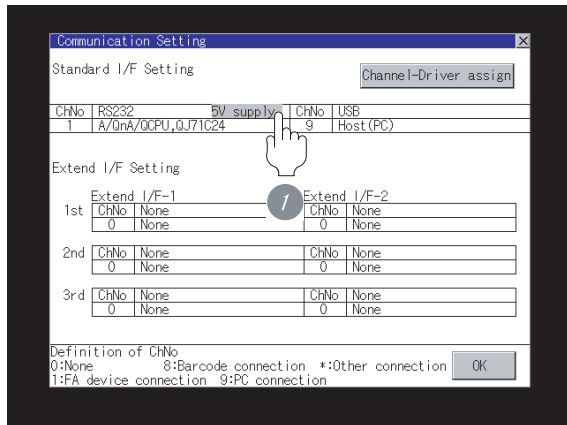 Communication Setting ×
Standard I/F Setting
Channel-Driver assign
ChNo RS232 5V supply ChNo USB
1 A/QnA/QCPU,QJ71C24 9 Host(PC)
Extend I/F Setting
Extend I/F-1 Extend I/F-2
1st ChNo None ChNo None
0 None 0 None
2nd ChNo None ChNo None
0 None 0 None
3rd ChNo None ChNo None
0 None 0 None
1
Definition of ChNo
0:None 8:Barcode connection *:Other connection
1:FA device connection 9:PC connection
OK